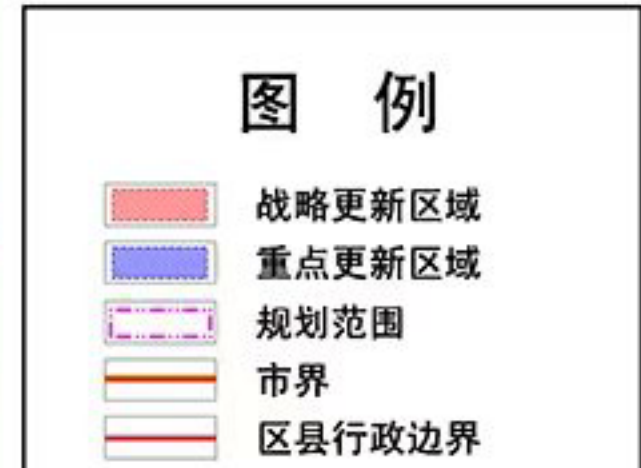 图 例
战略更新区域
重点更新区域
规划范围
市界
区县行政边界